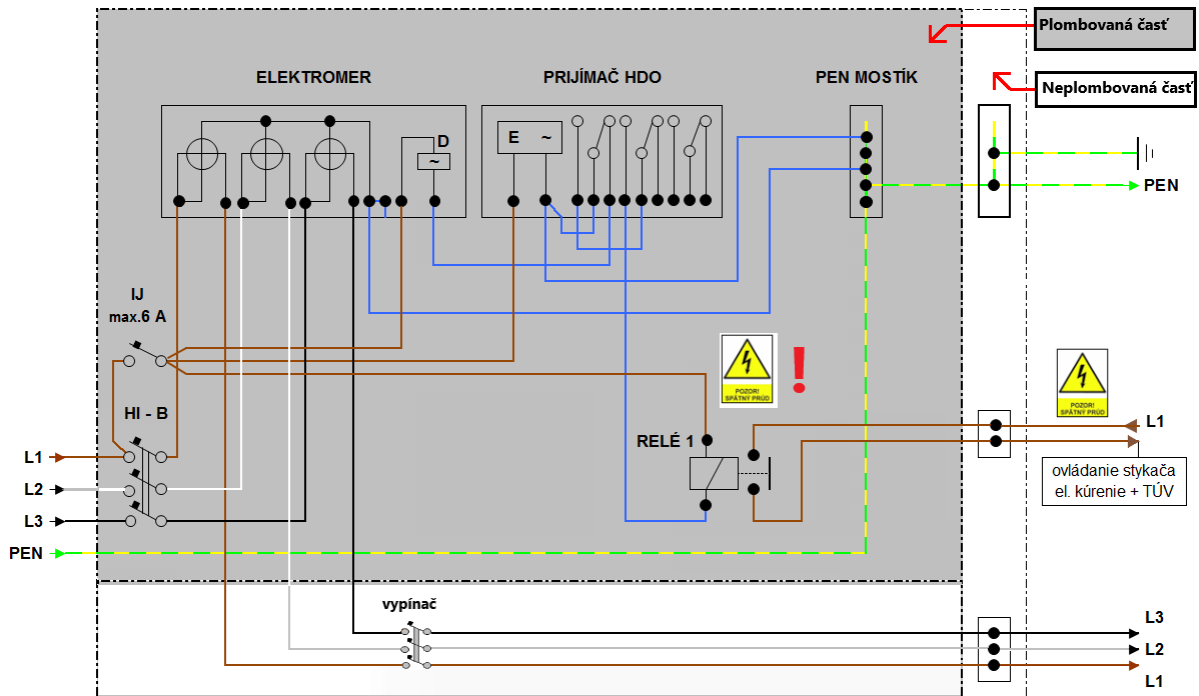 Plombovaná časť
ELEKTROMER
PRIJÍMAČ HDO
PEN MOSTÍK
Neplombovaná časť
D
~
E ~
PEN
IJ
max.6 A
POZOR!
SPÄTNÝ PRÚD
!
POZOR!
SPÄTNÝ PRÚD
HI - B
RELÉ 1
L1
L1
L2
L3
ovládanie stykača
el. kúrenie + TÚV
PEN
vypínač
L3
L2
L1